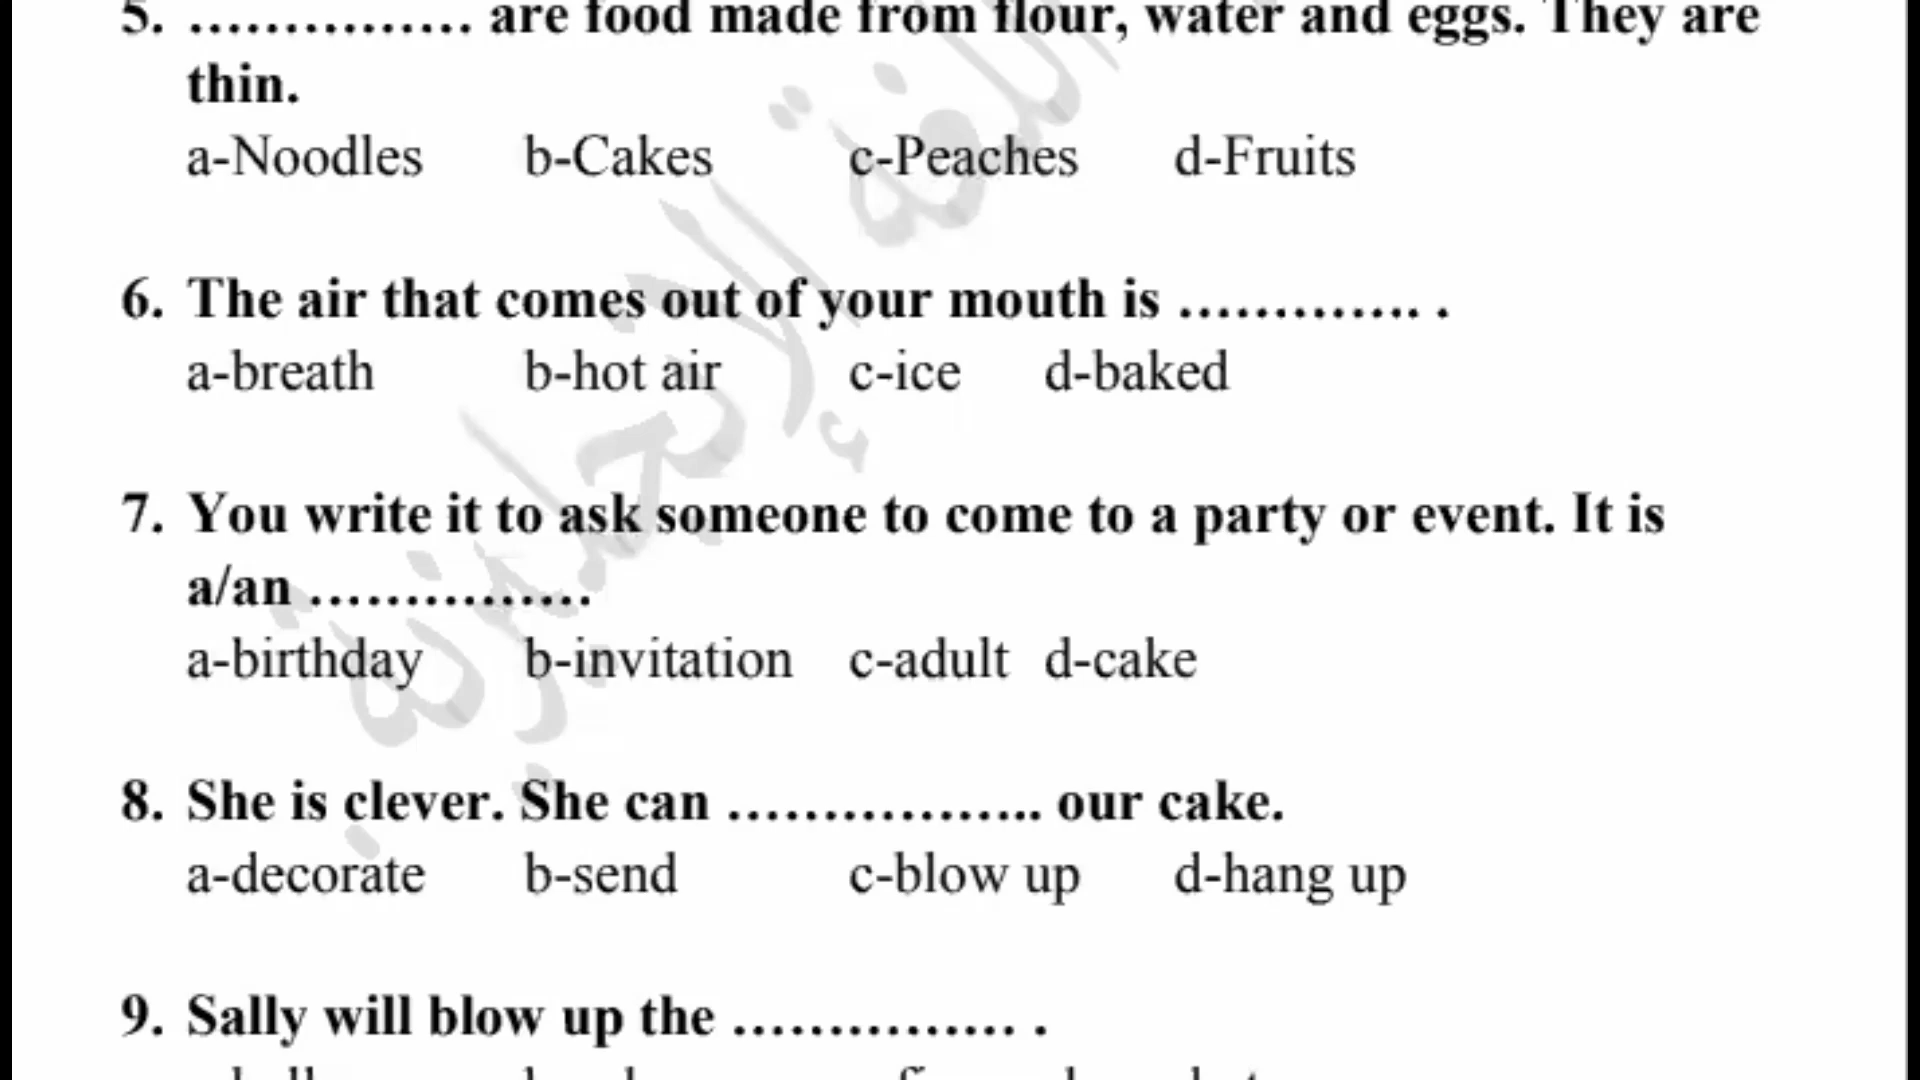 5. …………… are food made from flour, water and eggs. They are
thin.
a-Noodles b-Cakes c-Peaches d-Fruits
6. The air that comes out of your mouth is …………. .
a-breath b-hot air c-ice d-baked
7. You write it to ask someone to come to a party or event. It is
a/an ……………
a-birthday b-invitation c-adult d-cake
8. She is clever. She can …………….. our cake.
a-decorate b-send c-blow up d-hang up
9. Sally will blow up the …………… .
اللغة الإنجليزية